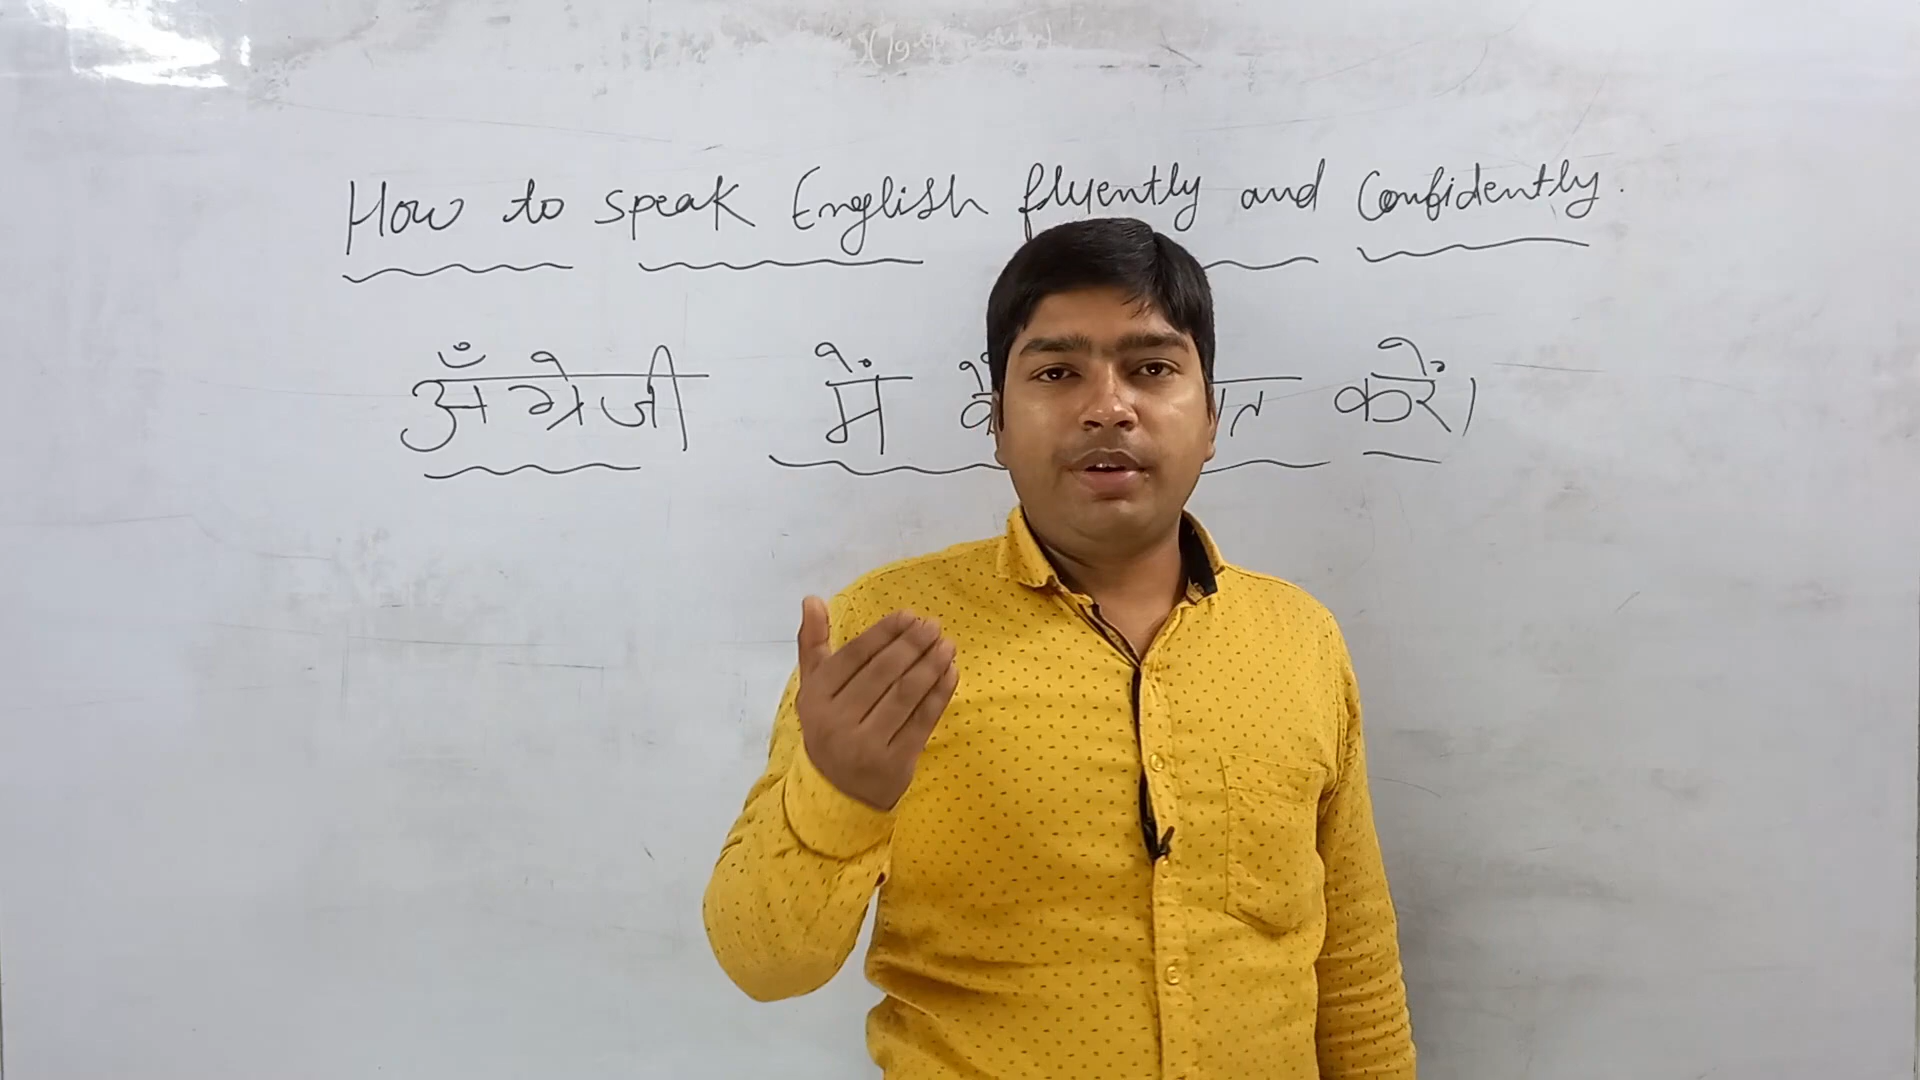 How to speak English fluently and Confidently.
अँग्रेजी में करें।